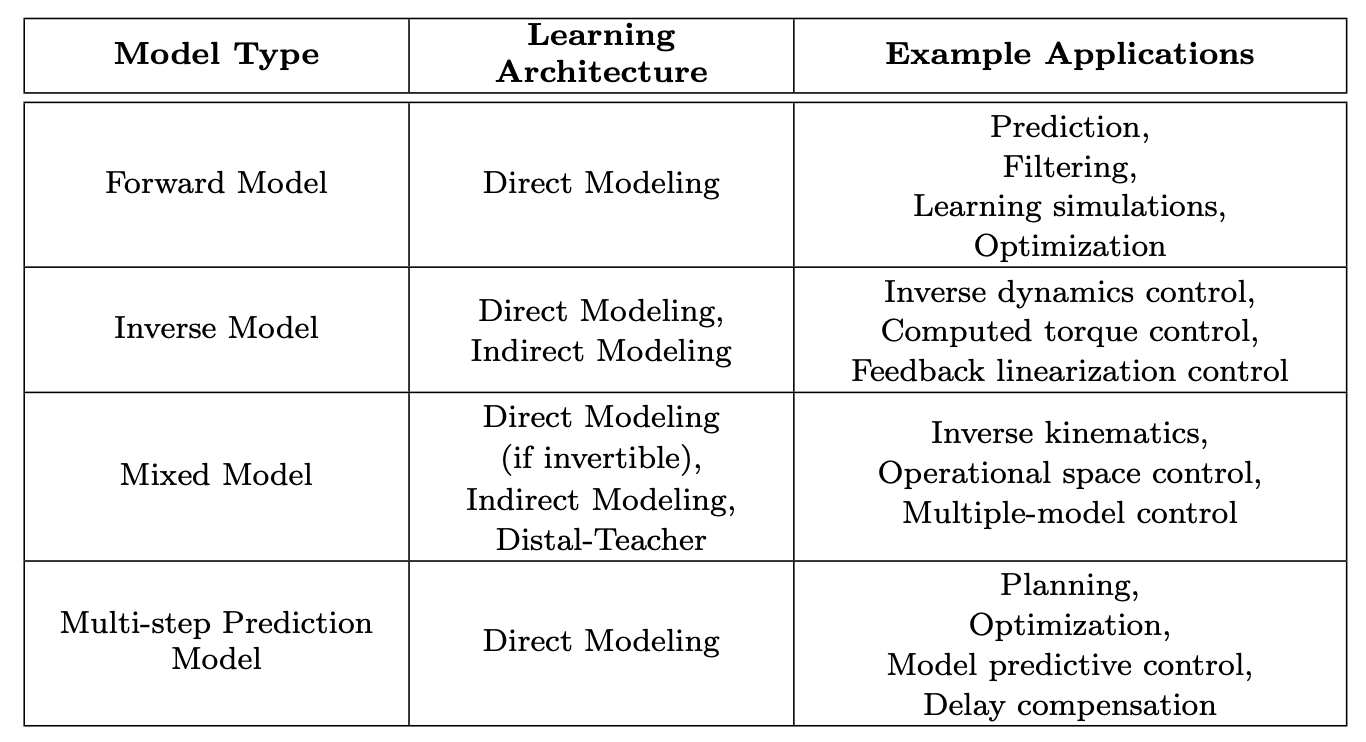 Model Type
Learning
Architecture
Example Applications
Forward Model
Direct Modeling
Prediction,
Filtering,
Learning simulations,
Optimization
Inverse Model
Direct Modeling,
Indirect Modeling
Inverse dynamics control,
Computed torque control,
Feedback linearization control
Mixed Model
Direct Modeling
(if invertible),
Indirect Modeling,
Distal-Teacher
Inverse kinematics,
Operational space control,
Multiple-model control
Multi-step Prediction
Model
Direct Modeling
Planning,
Optimization,
Model predictive control,
Delay compensation